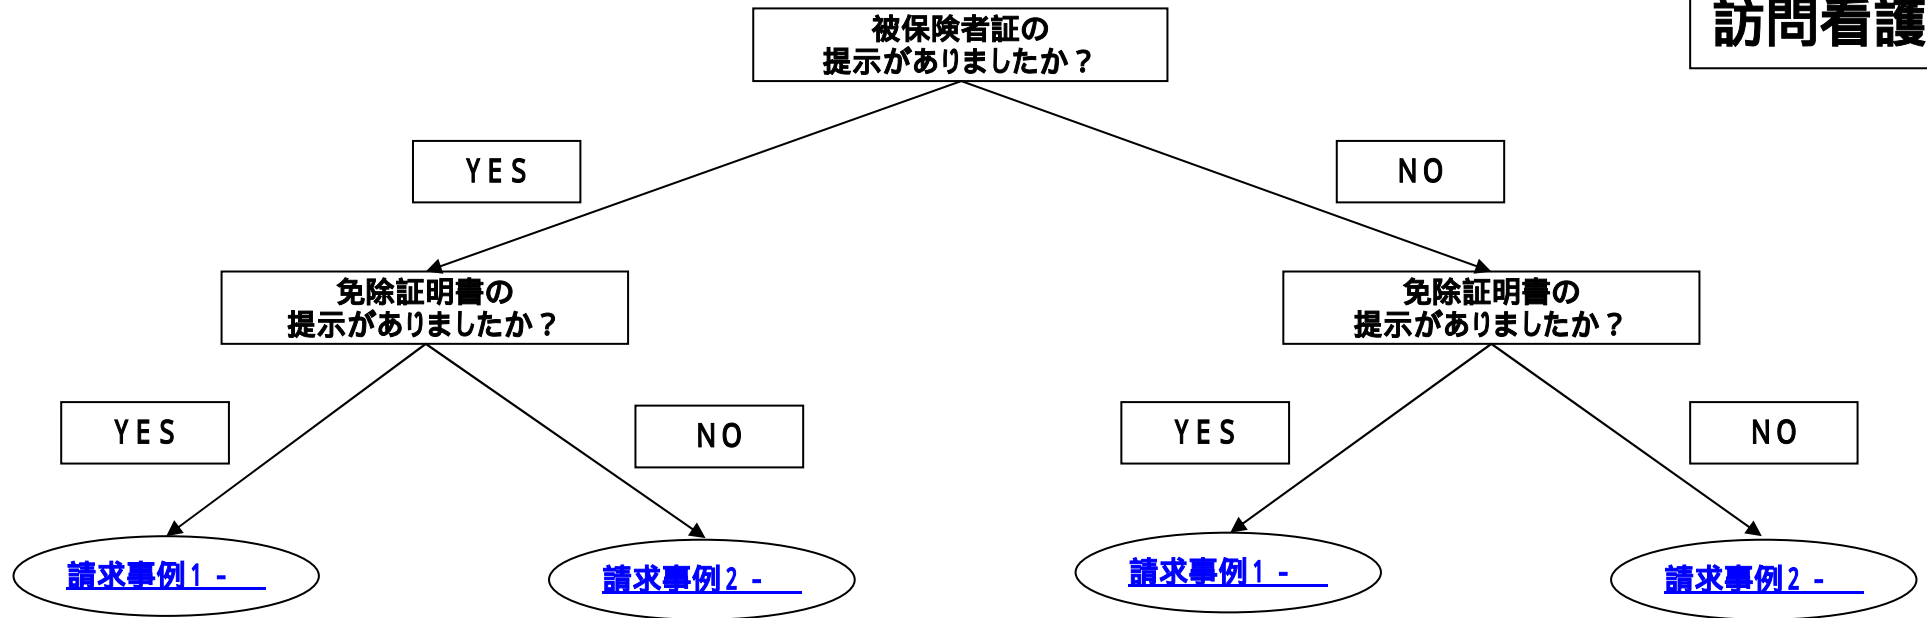 訪問看護
被保険者証の
提示がありましたか？
ＹＥＳ
ＮＯ
免除証明書の
提示がありましたか？
免除証明書の
提示がありましたか？
ＹＥＳ
ＮＯ
ＹＥＳ
ＮＯ
請求事例１－
請求事例２－
請求事例１－
請求事例２－